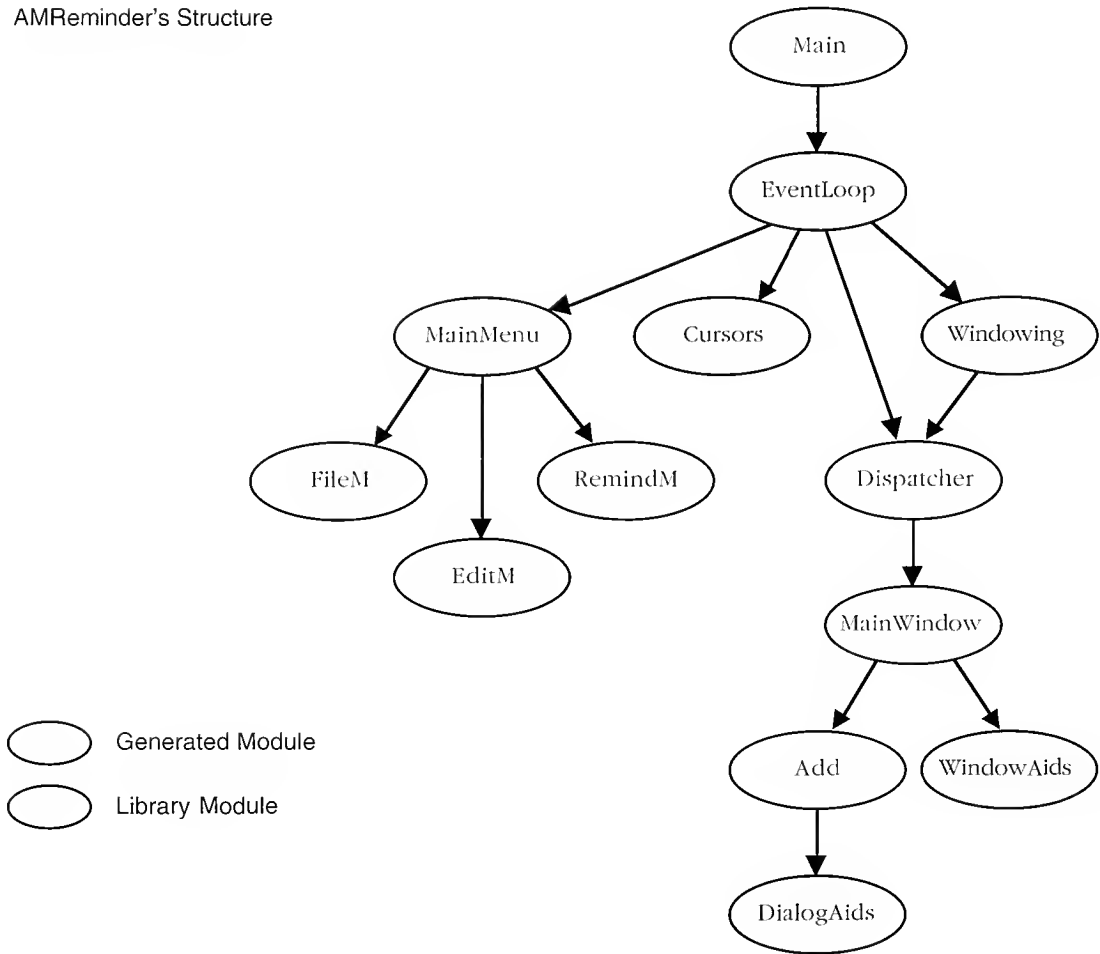 AMReminder's Structure
Main
EventLoop
MainMenu
Cursors
Windowing
FileM
RemindM
Dispatcher
EditM
MainWindow
Generated Module
Add
WindowAids
Library Module
DialogAids